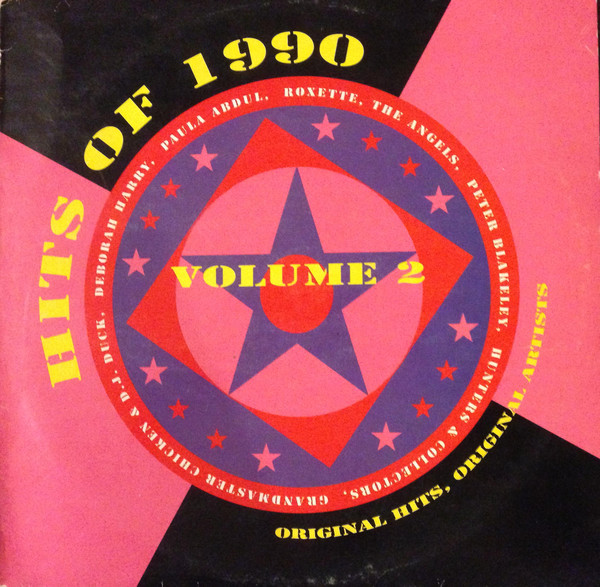 HITS OF 1990
PAULA ABDUL, ROXETTE, THE ANGELS, PETER BLAKELEY, HUNTERS & COLLECTORS, GRANDMASTER CHICKEN & D.J. DUCK, DEBORAH HARRY,
VOLUME 2
ORIGINAL HITS, ORIGINAL ARTISTS